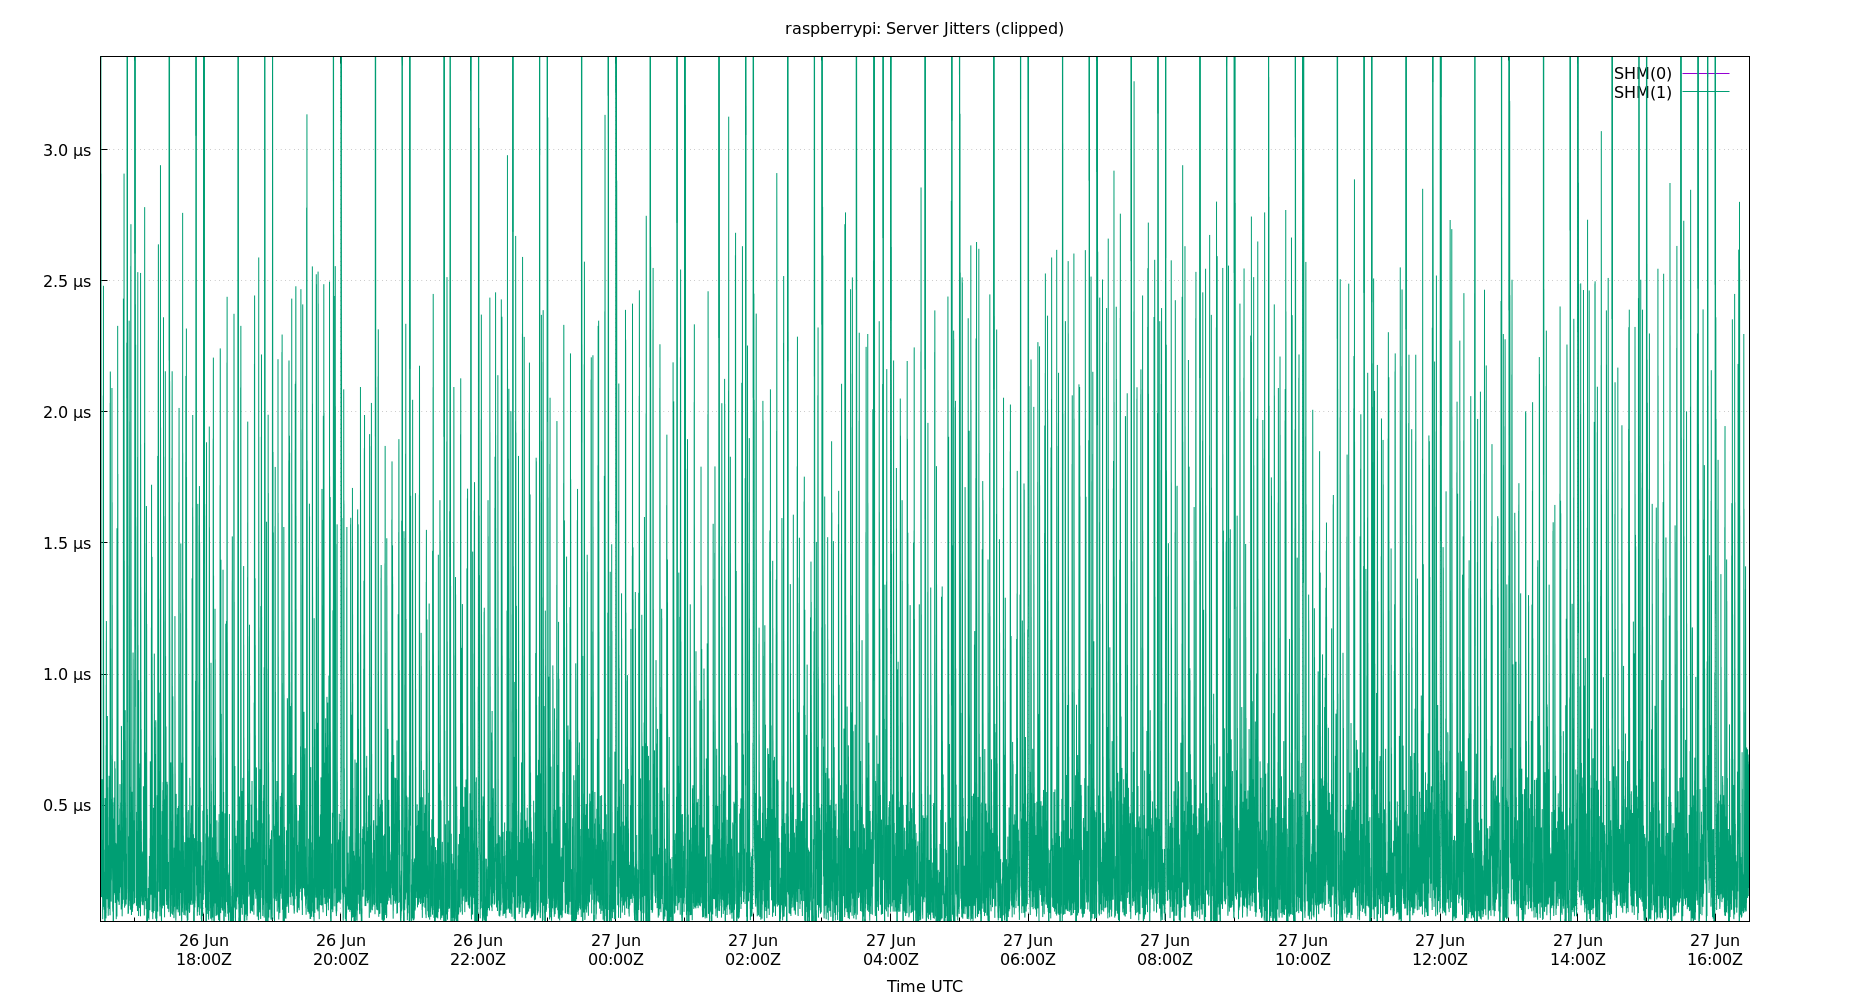 raspberrypi: Server Jitters (clipped)
SHM(0)
SHM(1)
3.0 µs
2.5 µs
2.0 µs
1.5 µs
1.0 µs
0.5 µs
26 Jun 26 Jun 26 Jun 27 Jun 27 Jun 27 Jun 27 Jun 27 Jun 27 Jun 27 Jun 27 Jun 27 Jun
18:00Z 20:00Z 22:00Z 00:00Z 02:00Z 04:00Z 06:00Z 08:00Z 10:00Z 12:00Z 14:00Z 16:00Z
Time UTC